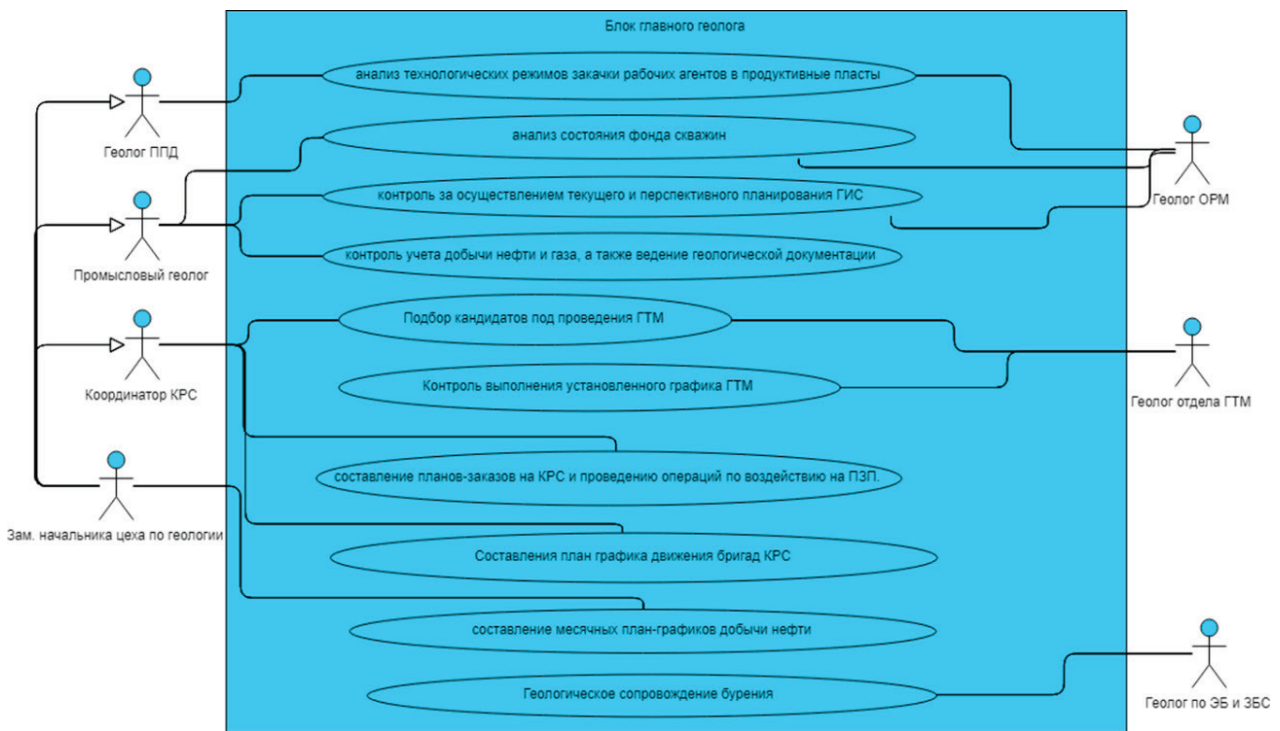 Блок главного геолога
анализ технологических режимов закачки рабочих агентов в продуктивные пласты
анализ состояния фонда скважин
Геолог ППД
контроль за осуществлением текущего и перспективного планирования ГИС
Геолог ОРМ
контроль учета добычи нефти и газа, а также ведение геологической документации
Промысловый геолог
Подбор кандидатов под проведения ГТМ
Контроль выполнения установленного графика ГТМ
Координатор КРС
Геолог отдела ГТМ
составление планов-заказов на КРС и проведению операций по воздействию на ПЗП.
Зам. начальника цеха по геологии
Составления план графика движения бригад КРС
составление месячных план-графиков добычи нефти
Геологическое сопровождение бурения
Геолог по ЭБ и ЗБС